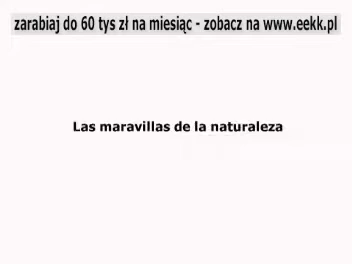 zarabiaj do 60 tys zł na miesiąc - zobacz na www.eekk.pl
Las maravillas de la naturaleza